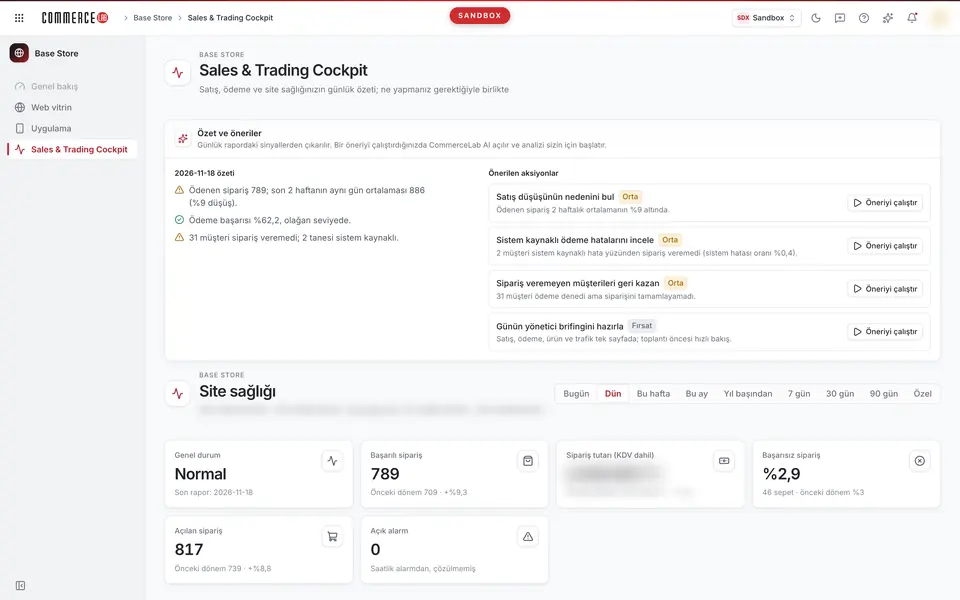 COMMERCE LAB
Base Store
Sales & Trading Cockpit
SANDBOX
SDX Sandbox
Base Store
Genel bakış
Web vitrin
Uygulama
Sales & Trading Cockpit
BASE STORE
Sales & Trading Cockpit
Satış, ödeme ve site sağlığınızın günlük özeti; ne yapmanız gerektiğiyle birlikte
Özet ve öneriler
Günlük rapordaki sinyallerden çıkarılır. Bir öneriyi çalıştırdığınızda CommerceLab AI açılır ve analizi sizin için başlatır.
2026-11-18 özeti
Ödenen sipariş 789; son 2 haftanın aynı gün ortalaması 886
(%9 düşüş).
Ödeme başarısı %62,2, olağan seviyede.
31 müşteri sipariş veremedi; 2 tanesi sistem kaynaklı.
Önerilen aksiyonlar
Satış düşüşünün nedenini bul Orta
Ödenen sipariş 2 haftalık ortalamanın %9 altında.
Öneriyi çalıştır
Sistem kaynaklı ödeme hatalarını incele Orta
2 müşteri sistem kaynaklı hata yüzünden sipariş veremedi (sistem hatası oranı %0,4).
Öneriyi çalıştır
Sipariş veremeyen müşterileri geri kazan Orta
31 müşteri ödeme denedi ama siparişini tamamlayamadı.
Öneriyi çalıştır
Günün yönetici brifingini hazırla Fırsat
Satış, ödeme, ürün ve trafik tek sayfada; toplantı öncesi hızlı bakış.
Öneriyi çalıştır
BASE STORE
Site sağlığı
Bugün Dün Bu hafta Bu ay Yıl başından 7 gün 30 gün 90 gün Özel
Genel durum
Normal
Son rapor: 2026-11-18
Başarılı sipariş
789
Önceki dönem 709 · +%9,3
Sipariş tutarı (KDV dahil)
Başarısız sipariş
%2,9
46 sepet · önceki dönem %3
Açılan sipariş
817
Önceki dönem 739 · +%8,8
Açık alarm
0
Saatlik alarmdan, çözülmemiş